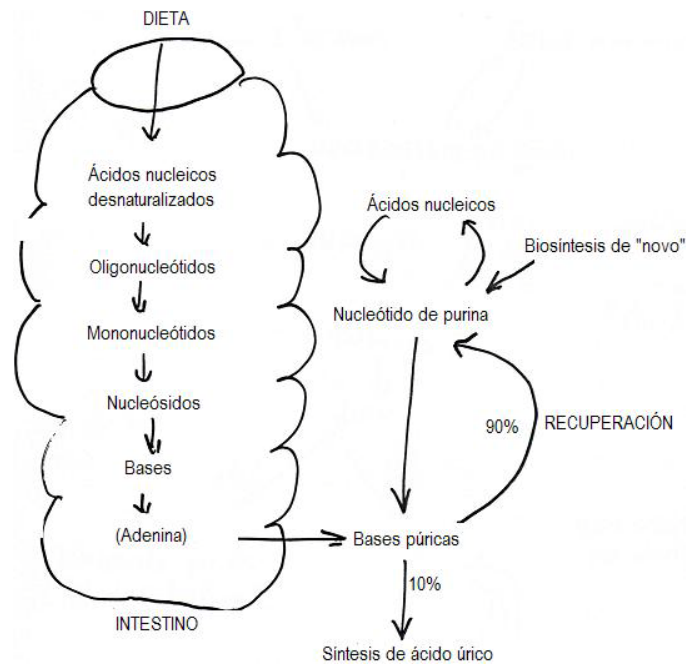 DIETA
Ácidos nucleicos
desnaturalizados
Oligonucleótidos
Mononucleótidos
Nucleósidos
Bases
(Adenina)
INTESTINO
Ácidos nucleicos
Biosíntesis de "novo"
Nucleótido de purina
90%
RECUPERACIÓN
Bases púricas
10%
Síntesis de ácido úrico